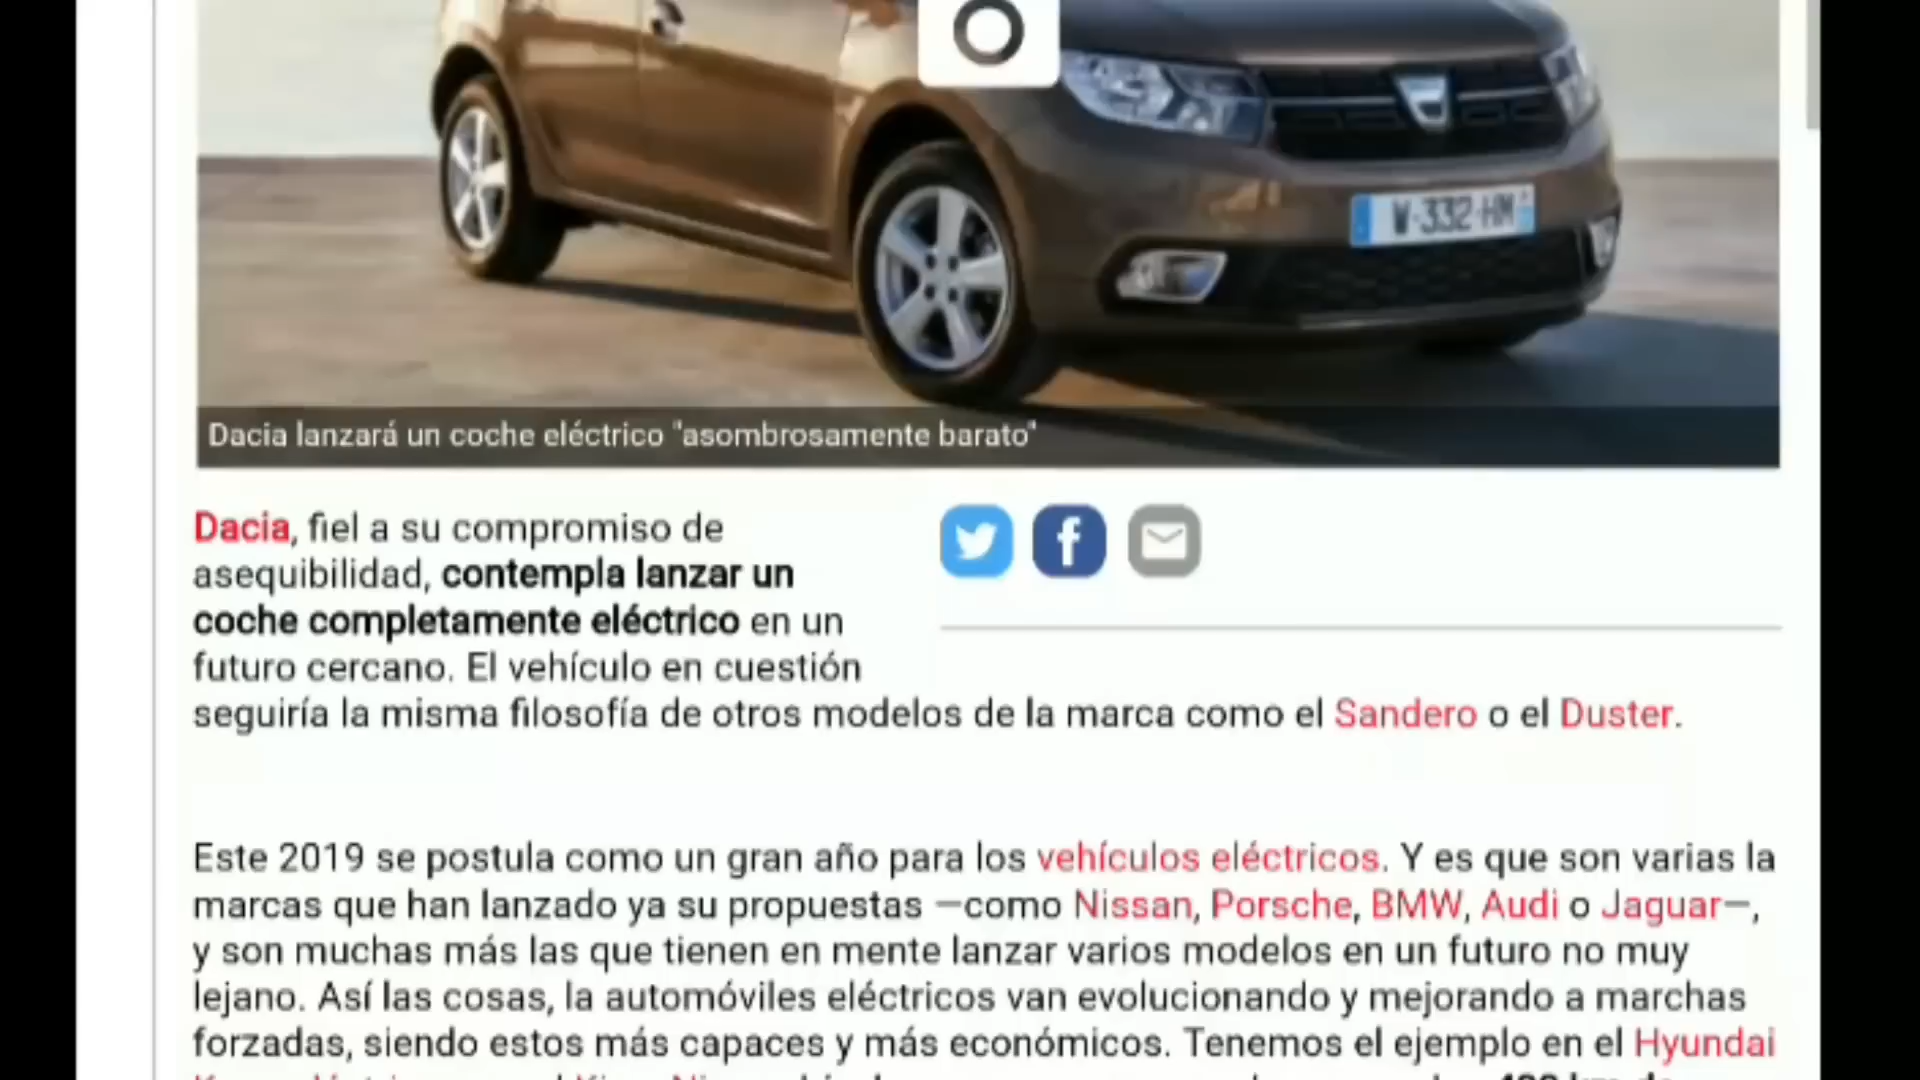 W-332-HM
Dacia lanzará un coche eléctrico "asombrosamente barato"
Dacia, fiel a su compromiso de
asequibilidad, contempla lanzar un
coche completamente eléctrico en un
futuro cercano. El vehículo en cuestión
seguiría la misma filosofía de otros modelos de la marca como el Sandero o el Duster.
Este 2019 se postula como un gran año para los vehículos eléctricos. Y es que son varias la
marcas que han lanzado ya su propuestas —como Nissan, Porsche, BMW, Audi o Jaguar—,
y son muchas más las que tienen en mente lanzar varios modelos en un futuro no muy
lejano. Así las cosas, la automóviles eléctricos van evolucionando y mejorando a marchas
forzadas, siendo estos más capaces y más económicos. Tenemos el ejemplo en el Hyundai